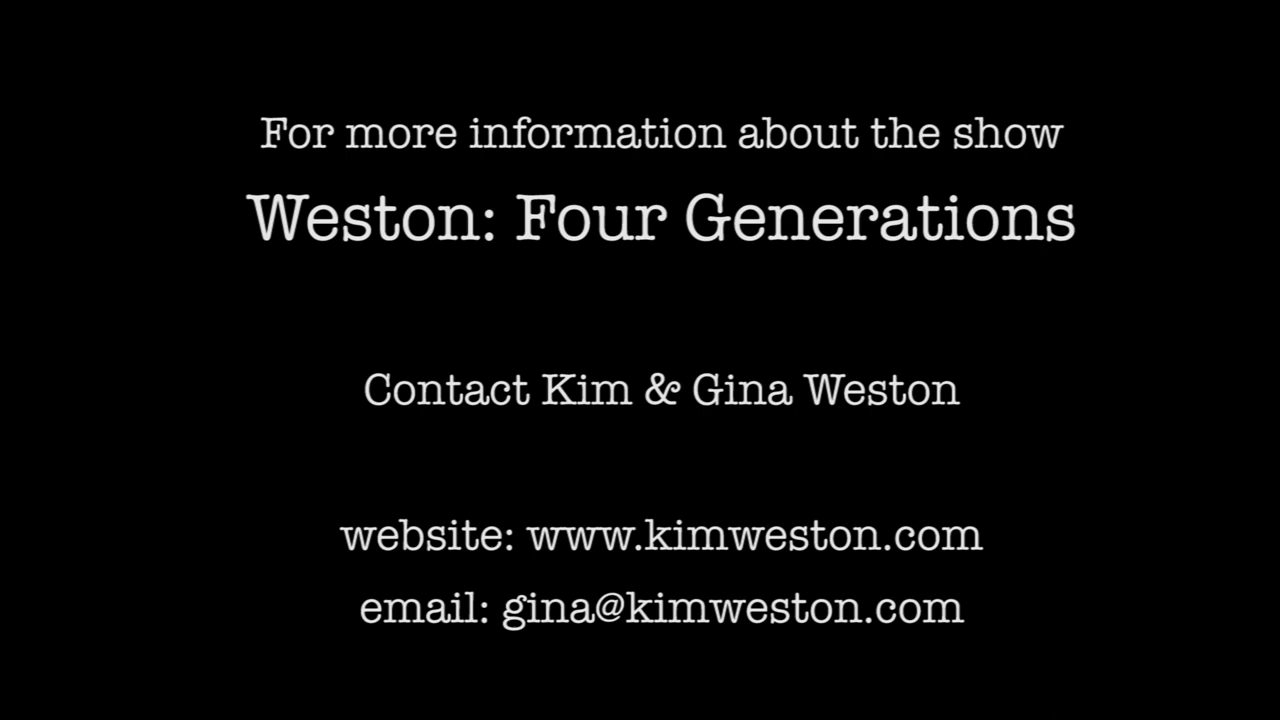 For more information about the show
Weston: Four Generations
Contact Kim & Gina Weston
website: www.kimweston.com
email: gina@kimweston.com